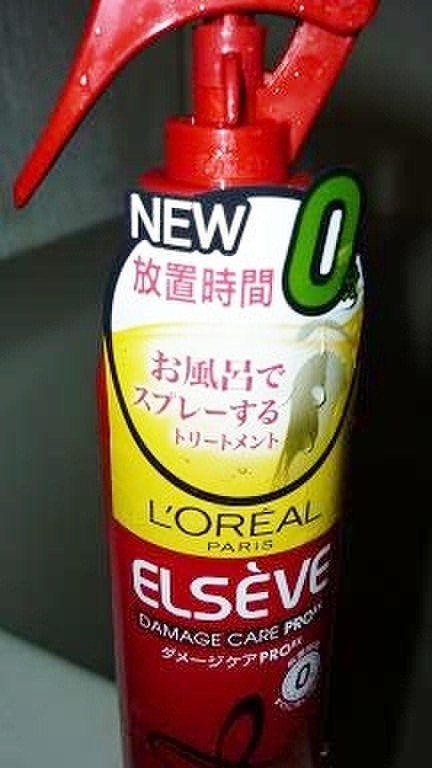 NEW
放置時間 0
お風呂で
スプレーする
トリートメント
L'ORÉAL
PARIS
ELSÈVE
DAMAGE CARE PRO
ダメージケアPRO
0